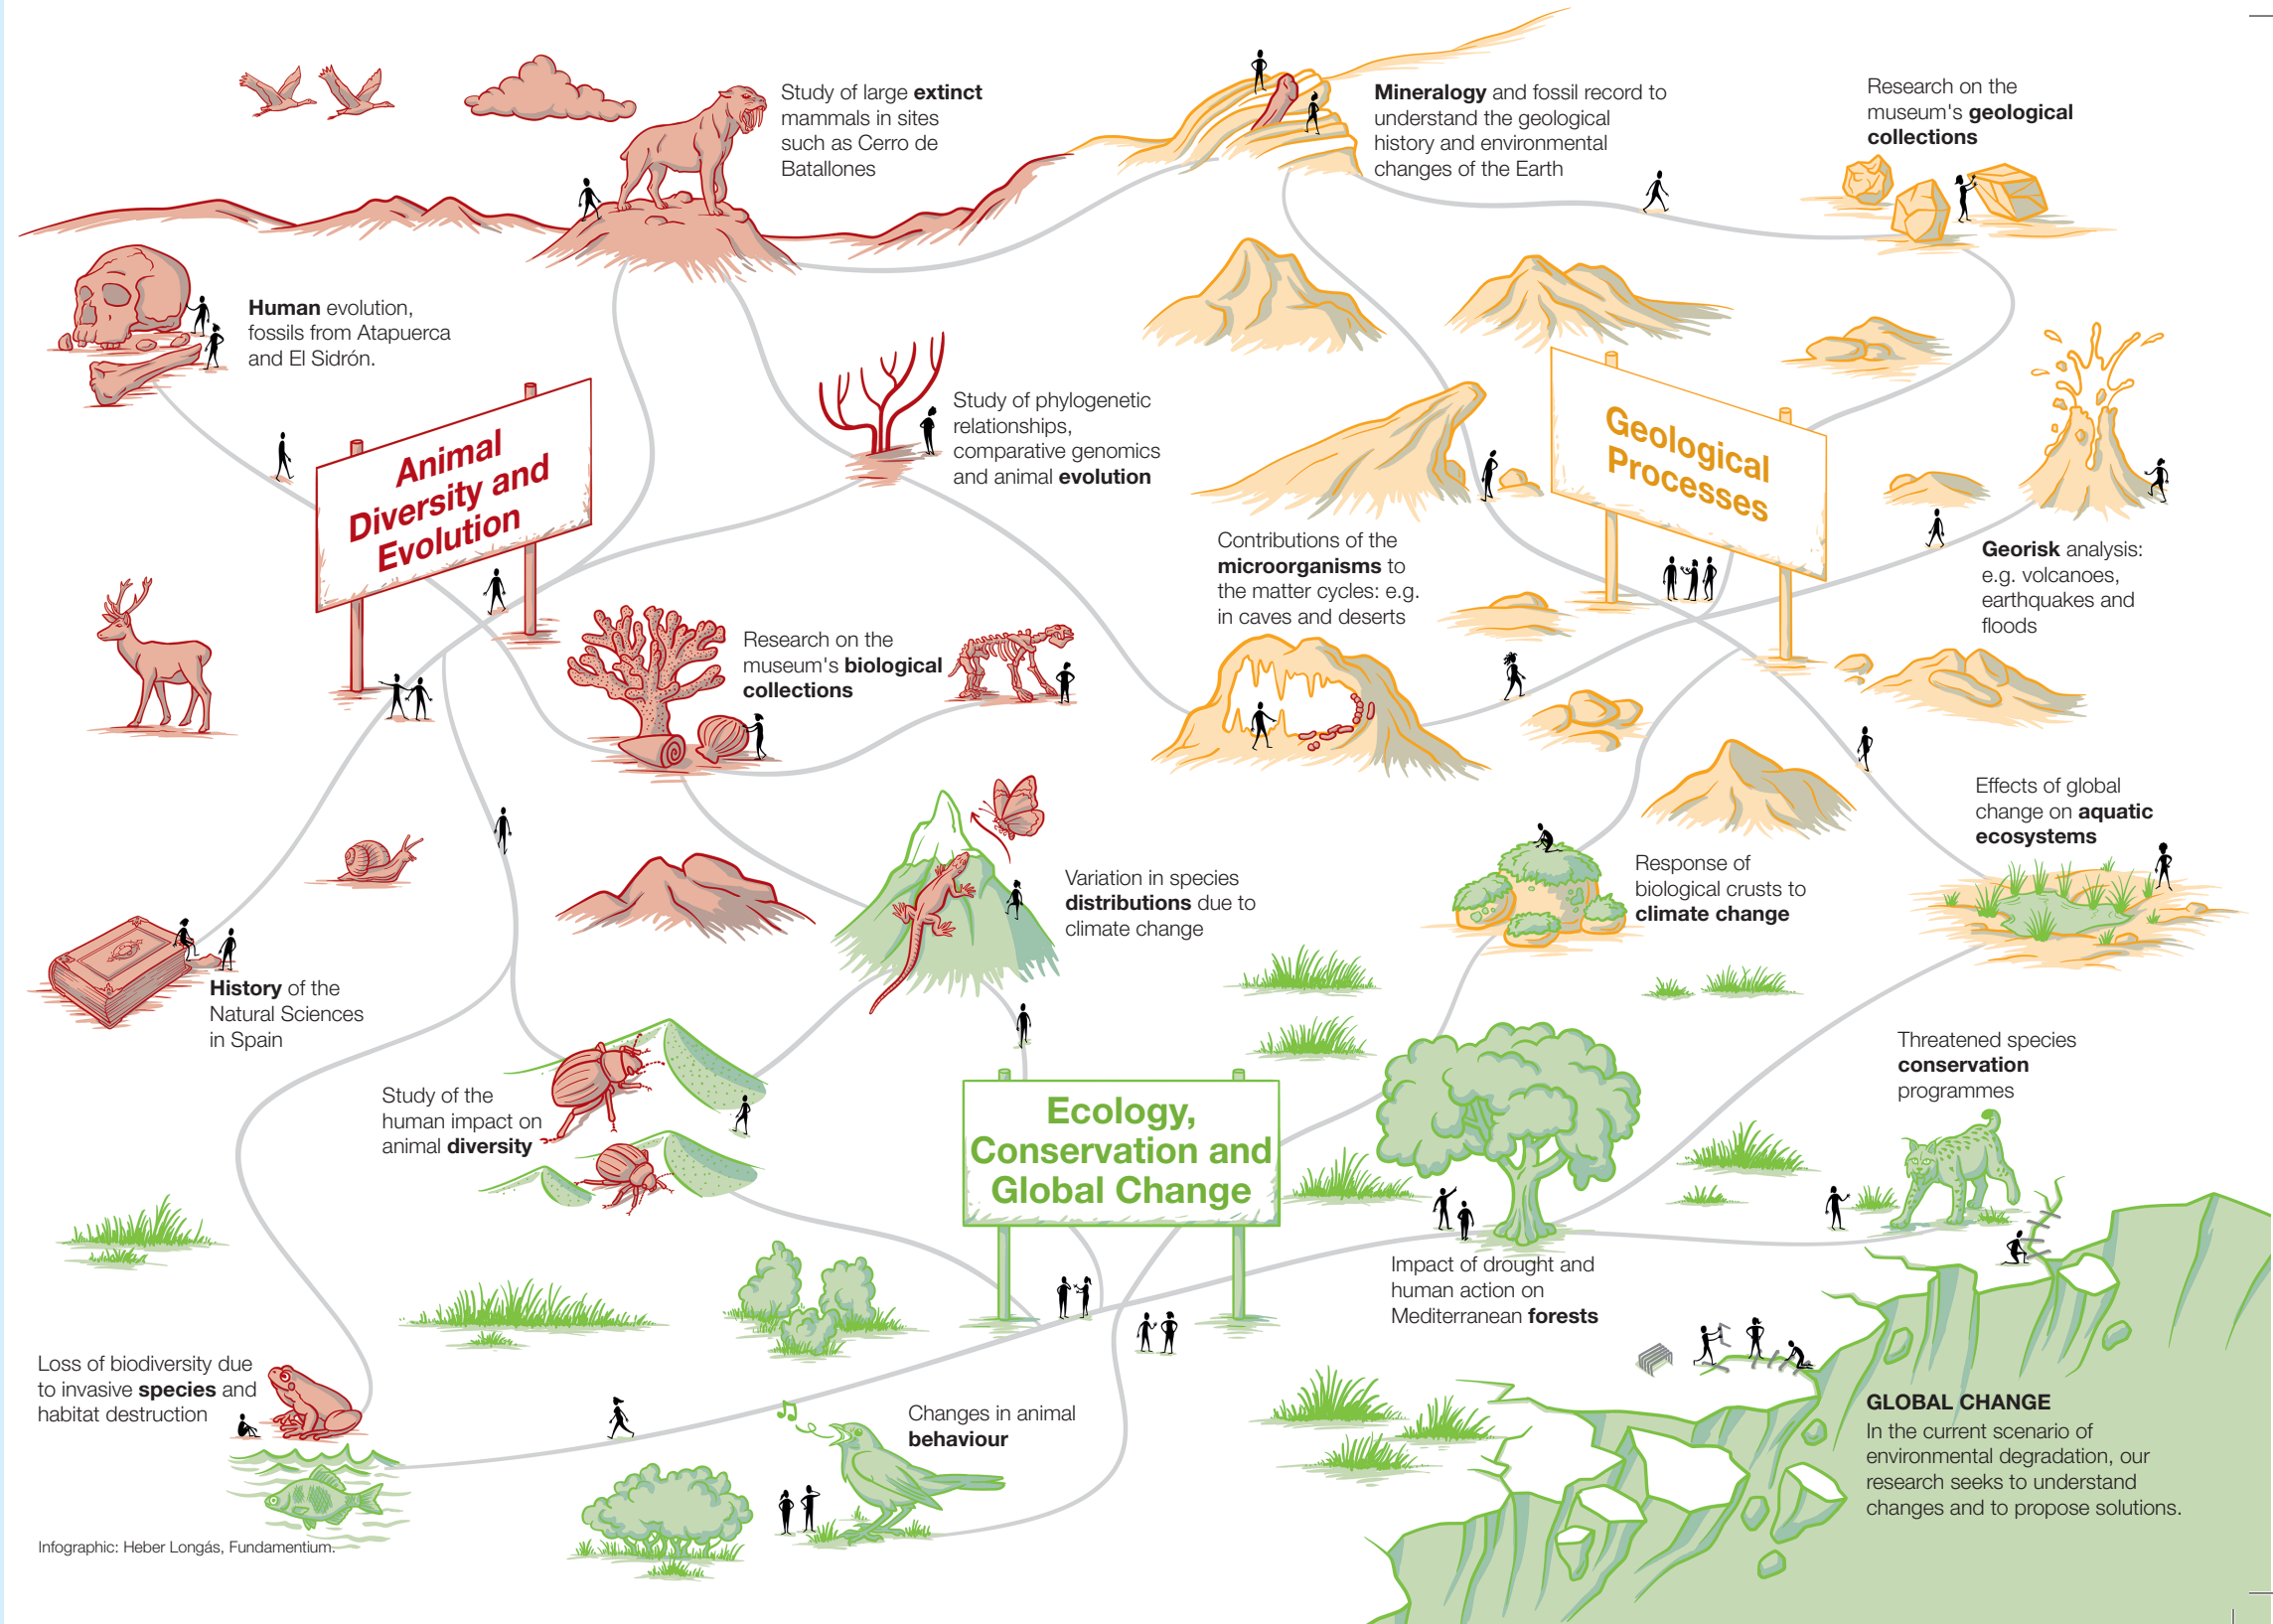 Study of large extinct
mammals in sites
such as Cerro de
Batallones
Mineralogy and fossil record to
understand the geological
history and environmental
changes of the Earth
Research on the
museum's geological
collections
Human evolution,
fossils from Atapuerca
and El Sidrón.
Animal
Diversity and
Evolution
Study of phylogenetic
relationships,
comparative genomics
and animal evolution
Geological
Processes
Contributions of the
microorganisms to
the matter cycles: e.g.
in caves and deserts
Georisk analysis:
e.g. volcanoes,
earthquakes and
floods
Research on the
museum's biological
collections
Effects of global
change on aquatic
ecosystems
Variation in species
distributions due to
climate change
Response of
biological crusts to
climate change
History of the
Natural Sciences
in Spain
Study of the
human impact on
animal diversity
Ecology,
Conservation and
Global Change
Threatened species
conservation
programmes
Impact of drought and
human action on
Mediterranean forests
Loss of biodiversity due
to invasive species and
habitat destruction
Changes in animal
behaviour
GLOBAL CHANGE
In the current scenario of
environmental degradation, our
research seeks to understand
changes and to propose solutions.
Infographic: Heber Longás, Fundamentium.